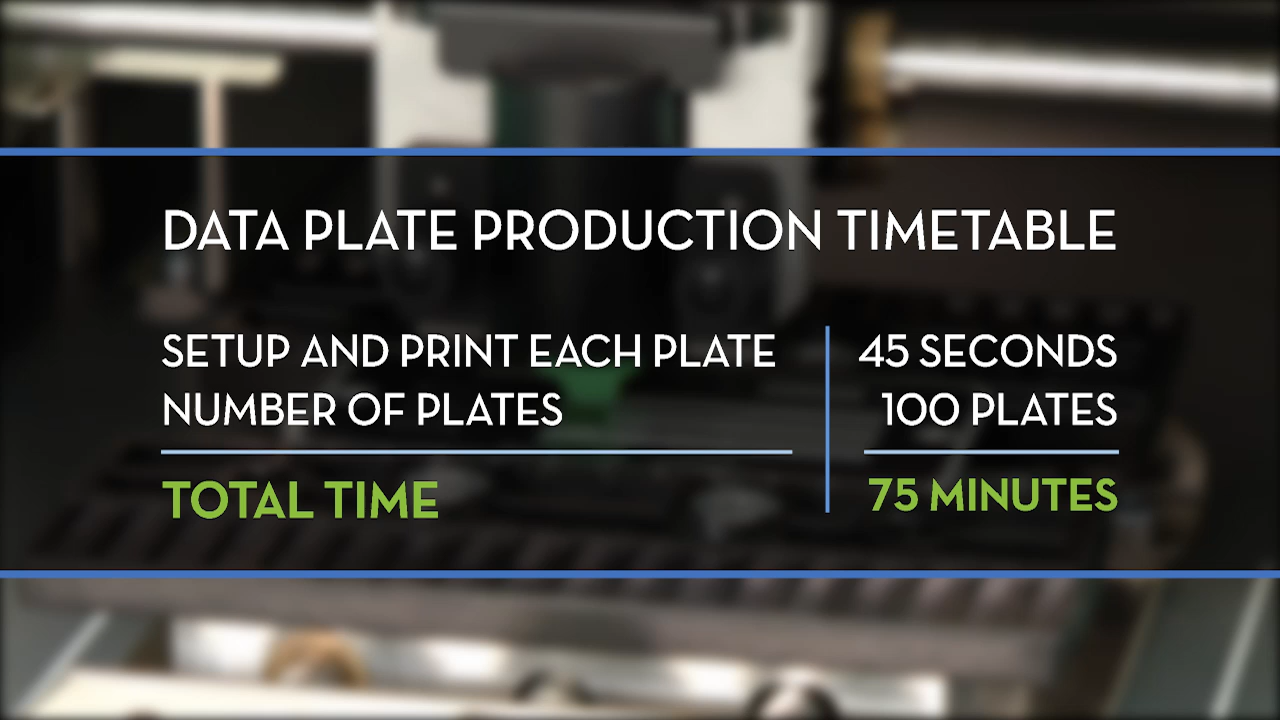 DATA PLATE PRODUCTION TIMETABLE
SETUP AND PRINT EACH PLATE 45 SECONDS
NUMBER OF PLATES 100 PLATES
TOTAL TIME 75 MINUTES